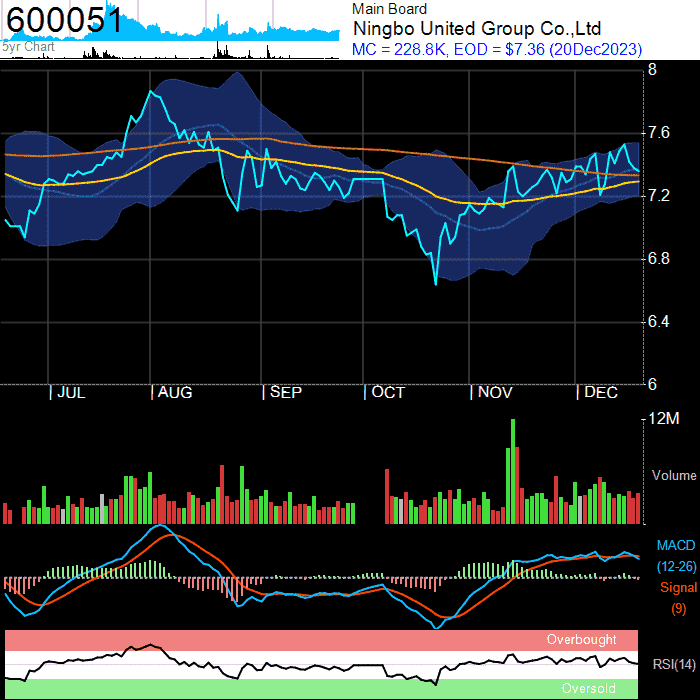 600051
Main Board
Ningbo United Group Co.,Ltd
MC = 228.8K, EOD = $7.36 (20Dec2023)
5yr Chart
8
7.6
7.2
6.8
6.4
6
JUL
AUG
SEP
OCT
NOV
DEC
12M
Volume
MACD
(12-26)
Signal
(9)
Overbought
RSI(14)
Oversold